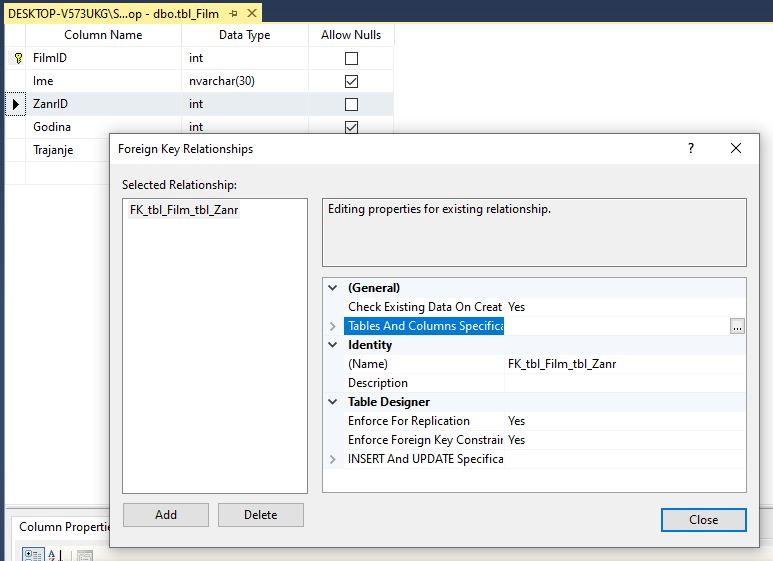 DESKTOP-V573UKG\S...op - dbo.tbl_Film
Column Name Data Type Allow Nulls
FilmID int
Ime nvarchar(30)
ZanrID int
Godina int
Trajanje
Foreign Key Relationships ?
Selected Relationship:
FK_tbl_Film_tbl_Zanr
Editing properties for existing relationship.
(General)
Check Existing Data On Creat Yes
Tables And Columns Specifica ...
Identity
(Name) FK_tbl_Film_tbl_Zanr
Description
Table Designer
Enforce For Replication Yes
Enforce Foreign Key Constrain Yes
INSERT And UPDATE Specifica
Add Delete
Close
Column Propertie